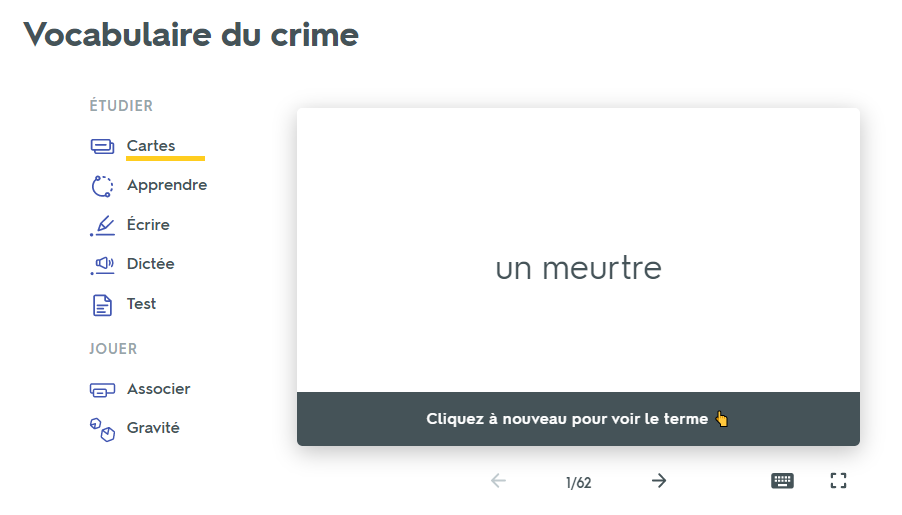 Vocabulaire du crime
ÉTUDIER
Cartes
Apprendre
Écrire
Dictée
Test
JOUER
Associer
Gravité
un meurtre
Cliquez à nouveau pour voir le terme 👆
1/62